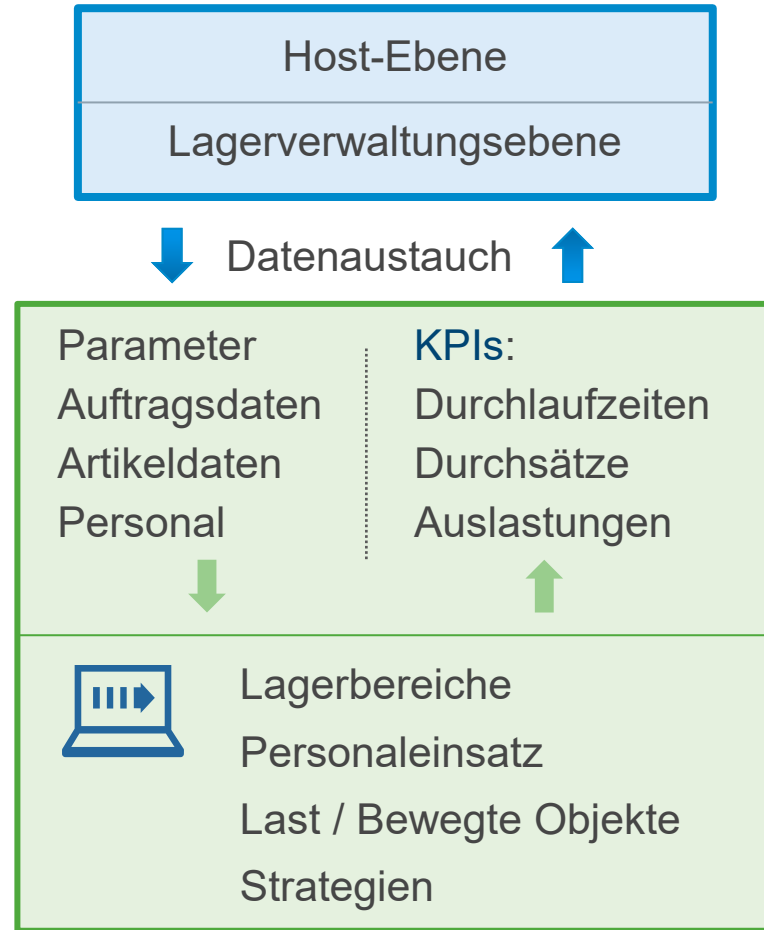 Host-Ebene
Lagerverwaltungsebene
Datenaustauch
Parameter
Auftragsdaten
Artikeldaten
Personal
KPIs:
Durchlaufzeiten
Durchsätze
Auslastungen
Lagerbereiche
Personaleinsatz
Last / Bewegte Objekte
Strategien